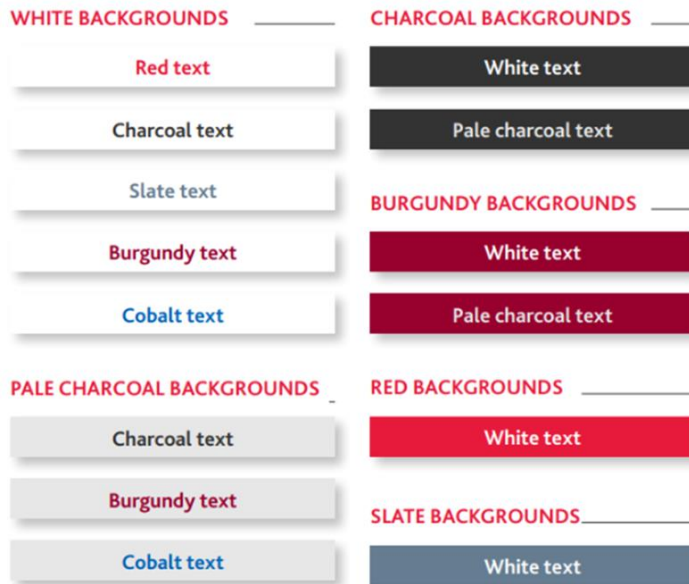 WHITE BACKGROUNDS
Red text
Charcoal text
Slate text
Burgundy text
Cobalt text
PALE CHARCOAL BACKGROUNDS
Charcoal text
Burgundy text
Cobalt text
CHARCOAL BACKGROUNDS
White text
Pale charcoal text
BURGUNDY BACKGROUNDS
White text
Pale charcoal text
RED BACKGROUNDS
White text
SLATE BACKGROUNDS
White text